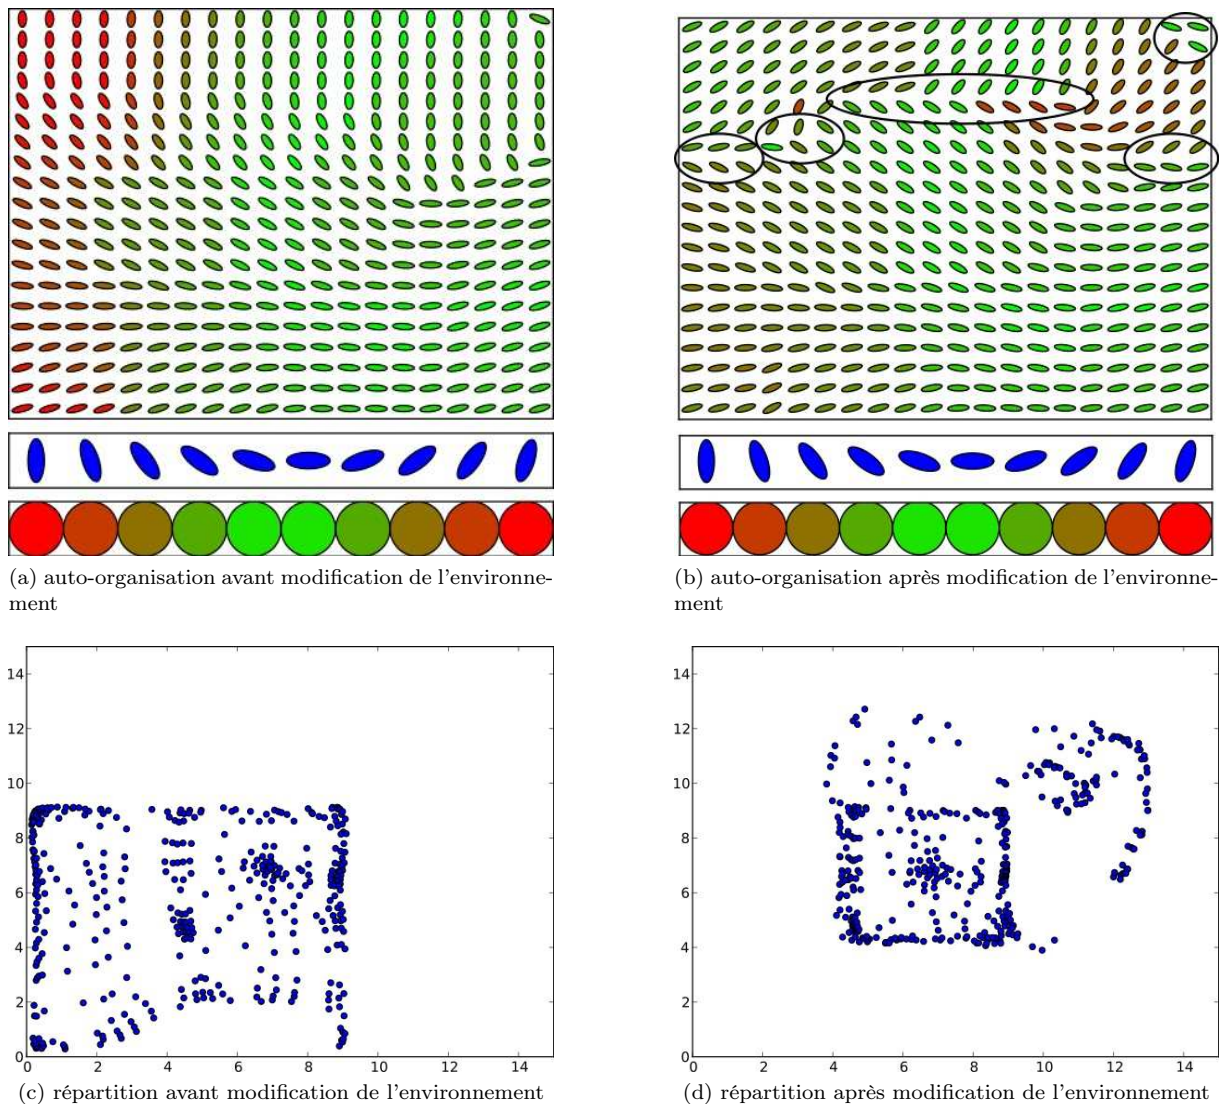 (a) auto-organisation avant modification de l'environne-
ment
(b) auto-organisation après modification de l'environne-
ment
14
12
10
8
6
4
2
0
0 2 4 6 8 10 12 14
(c) répartition avant modification de l'environnement
14
12
10
8
6
4
2
0
0 2 4 6 8 10 12 14
(d) répartition après modification de l'environnement